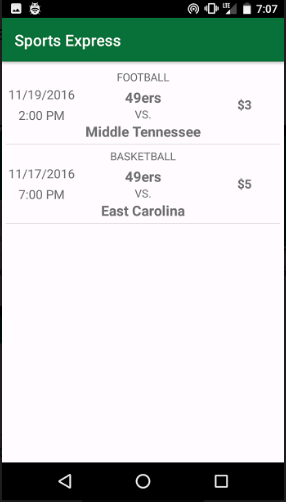 LTE 7:07
Sports Express
FOOTBALL
11/19/2016
2:00 PM
49ers
VS.
Middle Tennessee
$3
BASKETBALL
11/17/2016
7:00 PM
49ers
VS.
East Carolina
$5